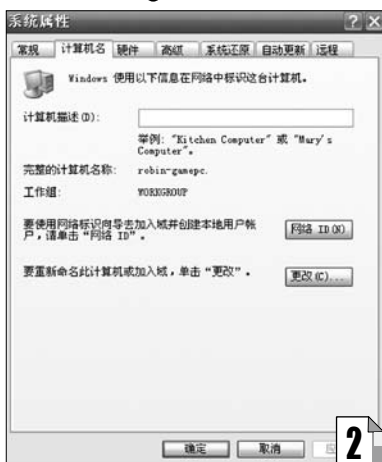 系统属性
常规 计算机名 硬件 高级 系统还原 自动更新 远程
Windows 使用以下信息在网络中标识这台计算机。
计算机描述(D):
举例: "Kitchen Computer" 或 "Mary's
Computer"。
完整的计算机名称: robin-gamepc.
工作组: WORKGROUP
要使用网络标识向导去加入域并创建本地用户帐
户,请单击“网络 ID”。
网络 ID(N)
要重新命名此计算机或加入域,单击“更改”。
更改(C)...
确定 取消
2